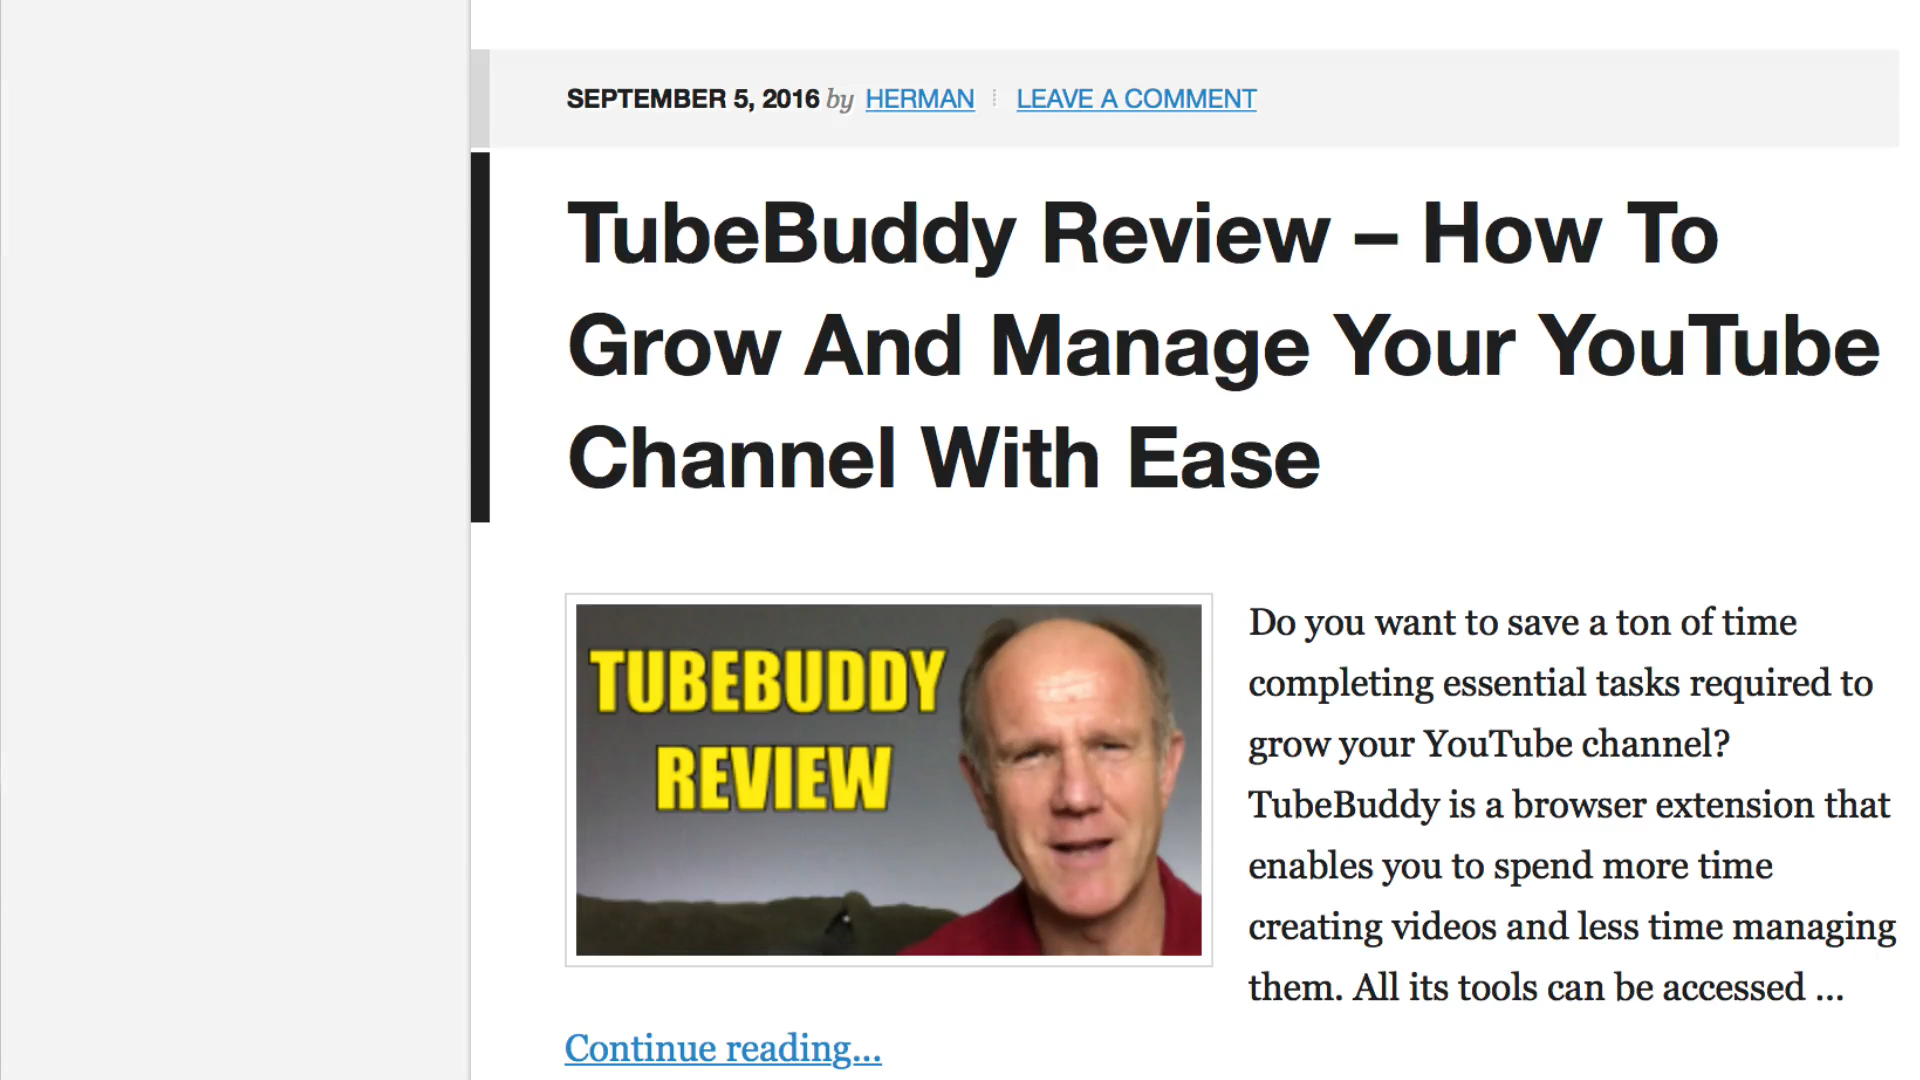 SEPTEMBER 5, 2016 by HERMAN LEAVE A COMMENT
TubeBuddy Review – How To
Grow And Manage Your YouTube
Channel With Ease
TUBEBUDDY
REVIEW
Do you want to save a ton of time
completing essential tasks required to
grow your YouTube channel?
TubeBuddy is a browser extension that
enables you to spend more time
creating videos and less time managing
them. All its tools can be accessed ...
Continue reading...